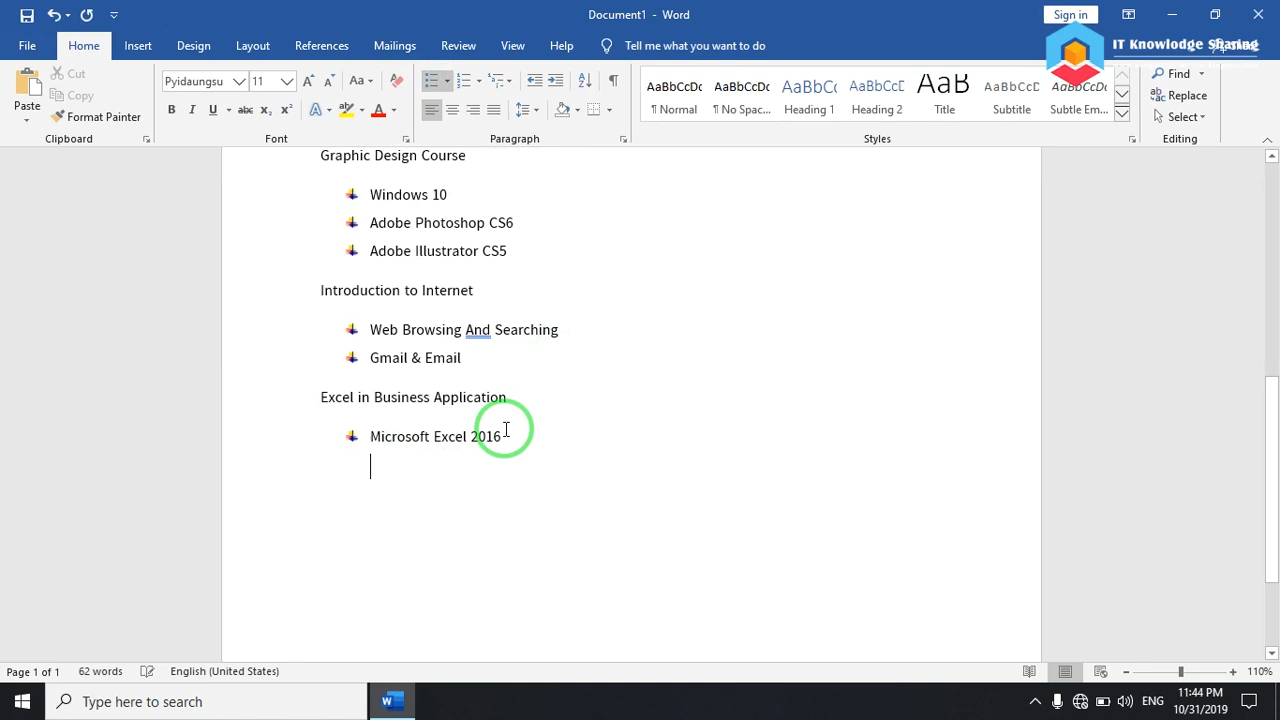 Document1 - Word
Sign in
IT Knowledge Sharing
File Home Insert Design Layout References Mailings Review View Help Tell me what you want to do
Paste
Cut
Copy
Format Painter
Clipboard
Pyidaungsu 11
Font
Paragraph
AaBbCcDc AaBbCcDc AaBbCc AaBbCcD AaB AaBbCcD AaBbCcDc
¶ Normal ¶ No Spac... Heading 1 Heading 2 Title Subtitle Subtle Em...
Styles
Find
Replace
Select
Editing
Graphic Design Course
Windows 10
Adobe Photoshop CS6
Adobe Illustrator CS5
Introduction to Internet
Web Browsing And Searching
Gmail & Email
Excel in Business Application
Microsoft Excel 2016
Page 1 of 1 62 words English (United States) 110%
Type here to search
ENG
11:44 PM
10/31/2019